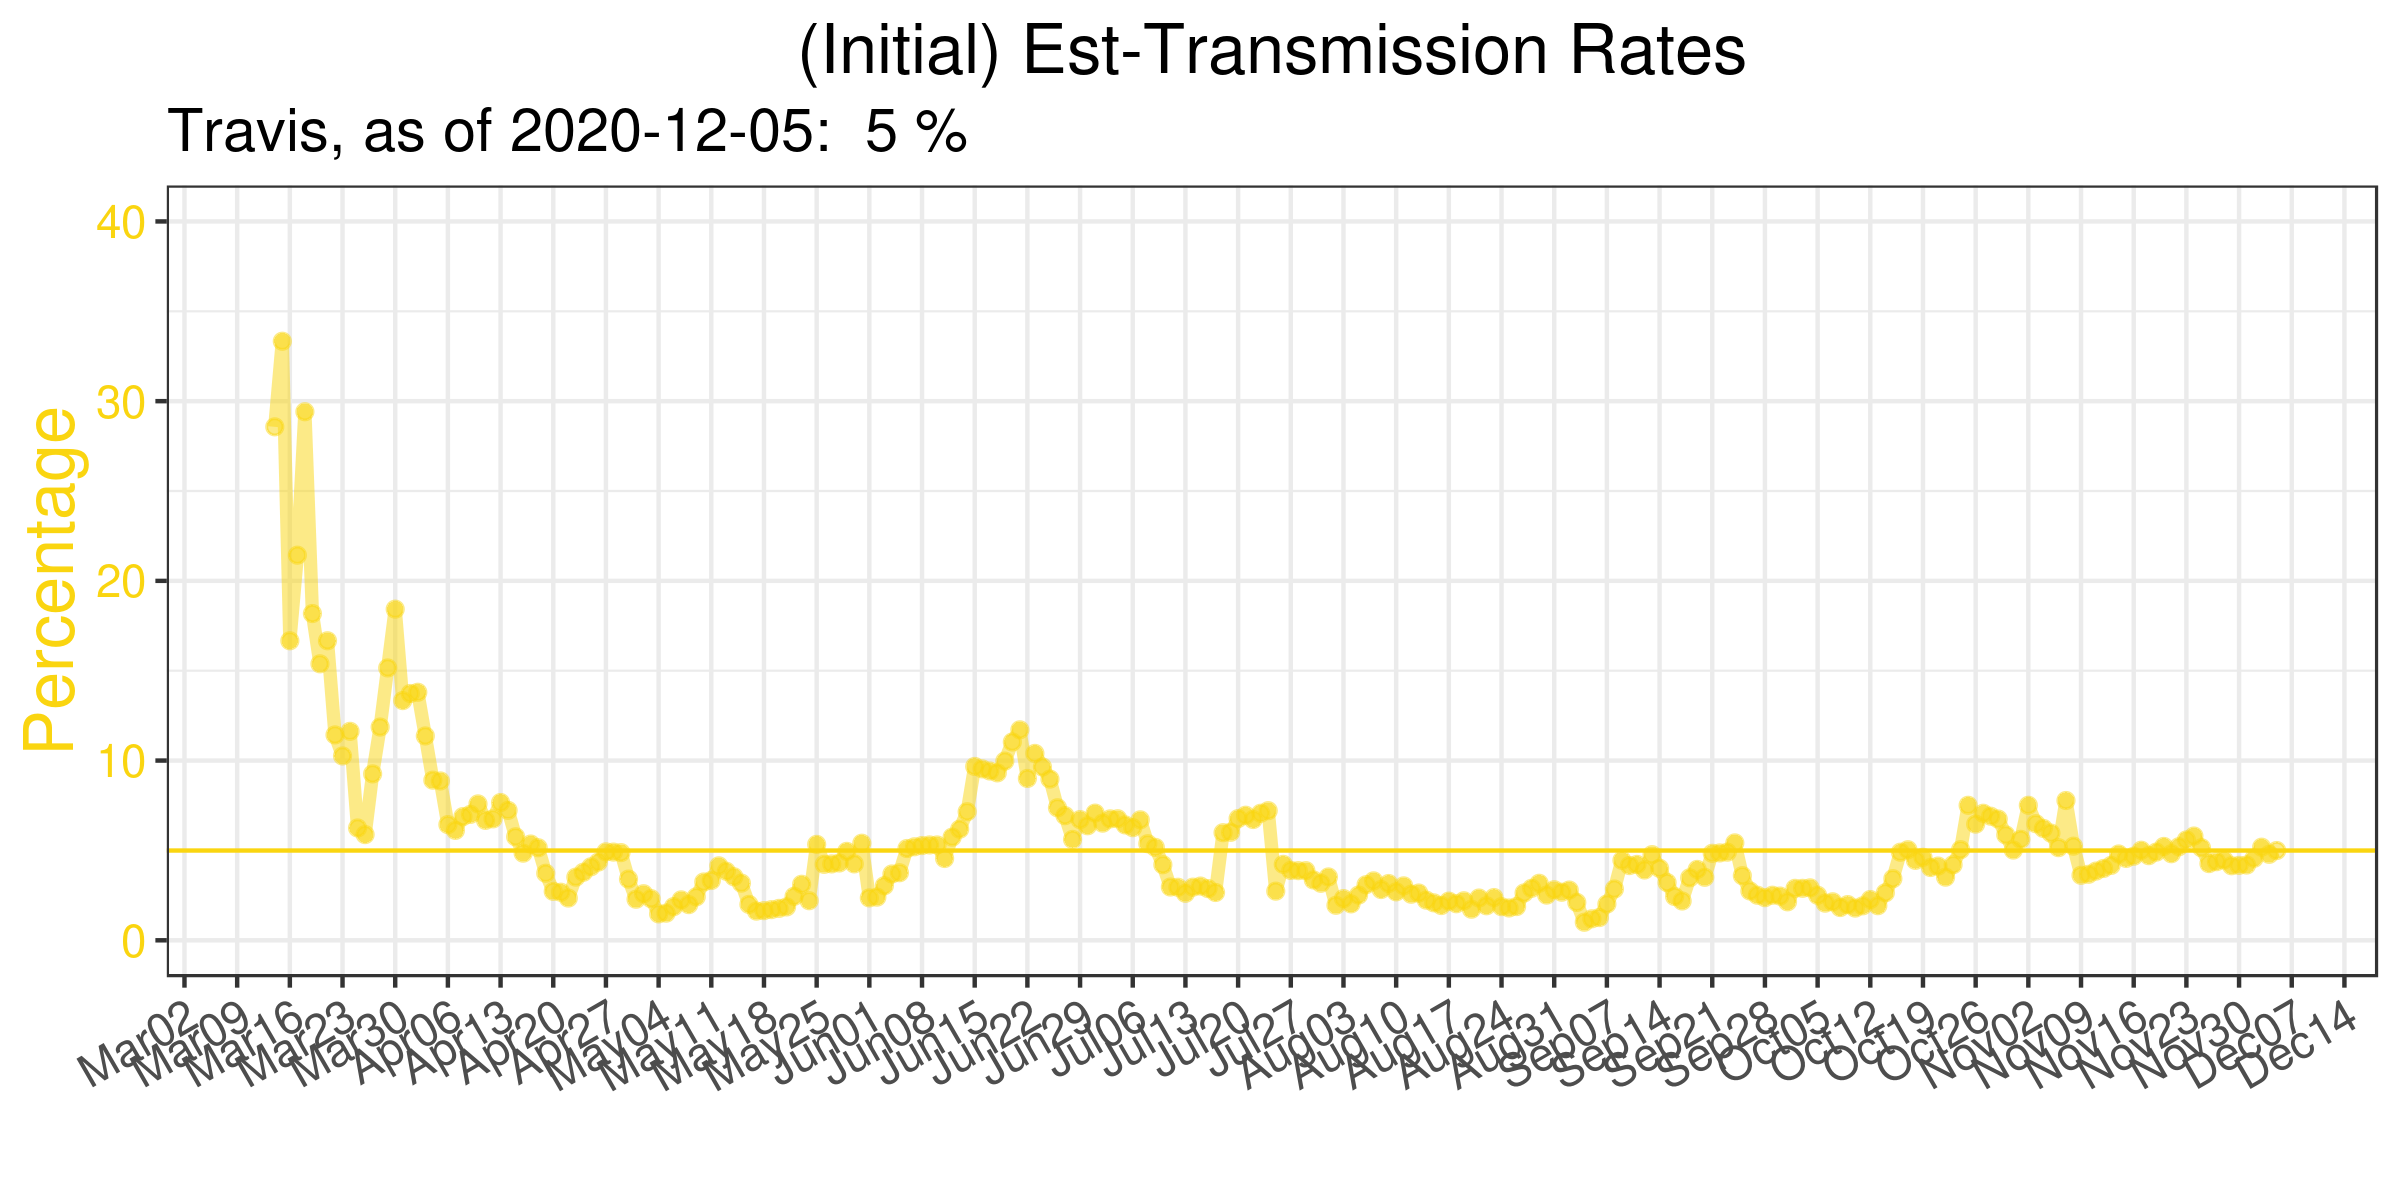 (Initial) Est-Transmission Rates
Travis, as of 2020-12-05:  5 %
Percentage
40
30
20
10
0
Mar02
Mar09
Mar16
Mar23
Mar30
Apr06
Apr13
Apr20
Apr27
May04
May11
May18
May25
Jun01
Jun08
Jun15
Jun22
Jun29
Jul06
Jul13
Jul20
Jul27
Aug03
Aug10
Aug17
Aug24
Aug31
Sep07
Sep14
Sep21
Sep28
Oct05
Oct12
Oct19
Oct26
Nov02
Nov09
Nov16
Nov23
Nov30
Dec07
Dec14